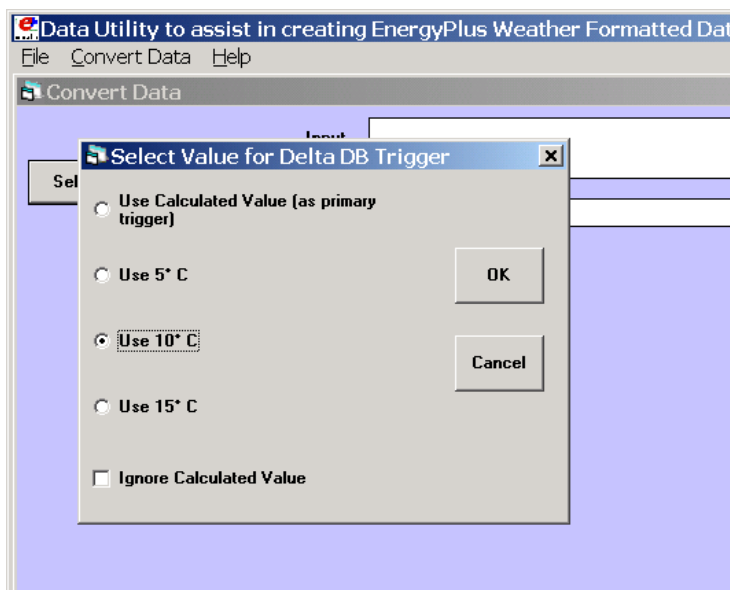 Data Utility to assist in creating EnergyPlus Weather Formatted Dat
File Convert Data Help
Convert Data
Input
Select Value for Delta DB Trigger
Sel
Use Calculated Value (as primary
trigger)
Use 5° C
OK
Use 10° C
Cancel
Use 15° C
Ignore Calculated Value